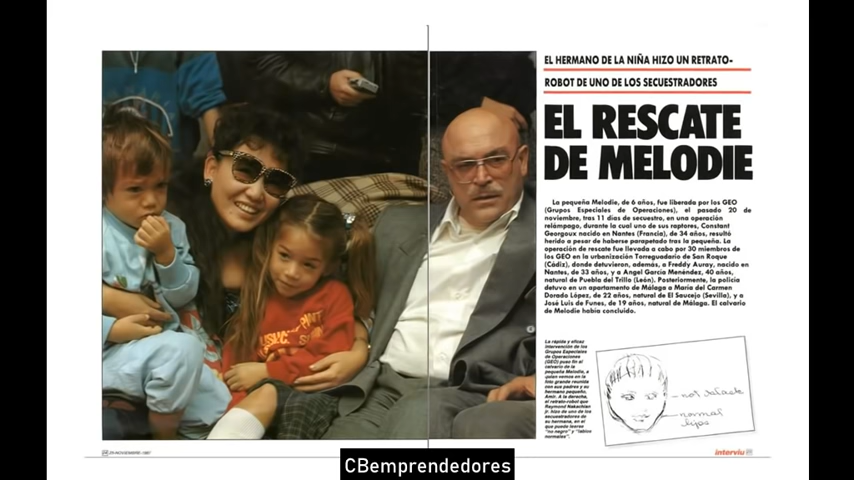 EL HERMANO DE LA NIÑA HIZO UN RETRATO-
ROBOT DE UNO DE LOS SECUESTRADORES
EL RESCATE
DE MELODIE
La pequeña Melodie, de 6 años, fue liberada por los GEO
(Grupos Especiales de Operaciones), el pasado 20 de
noviembre, tras 11 días de secuestro, en una operación
relámpago, durante la cual uno de sus raptores, Constant
Georgoux nacido en Nantes (Francia), de 34 años, resultó
herido a pesar de haberse parapetado tras la pequeña. La
operación de rescate fue llevada a cabo por 30 miembros de
los GEO en la urbanización Torreguadario de San Roque
(Cádiz), donde detuvieron, además, a Freddy Auray, nacido en
Nantes, de 33 años, y a Angel García Menéndez, 40 años,
natural de Puebla del Trillo (León). Posteriormente, la policía
detuvo en un apartamento de Málaga a María del Carmen
Dorado López, de 22 años, natural de El Saucejo (Sevilla), y a
José Luis de Funes, de 19 años, natural de Málaga. El calvario
de Melodie había concluido.
La rápida y eficaz
intervención de los
Grupos Especiales
de Operaciones
(GEO) puso fin al
calvario de la
pequeña Melodie, a
quien vemos en la
foto grande reunida
con sus padres y su
hermano pequeño,
Amir. A la derecha,
el retrato-robot que
Raymond Nakachian
jr. hizo de uno de los
secuestradores de
su hermana, en el
que puede leerse
"no negro" y "labios
normales".
normal
interviu
CBemprendedores